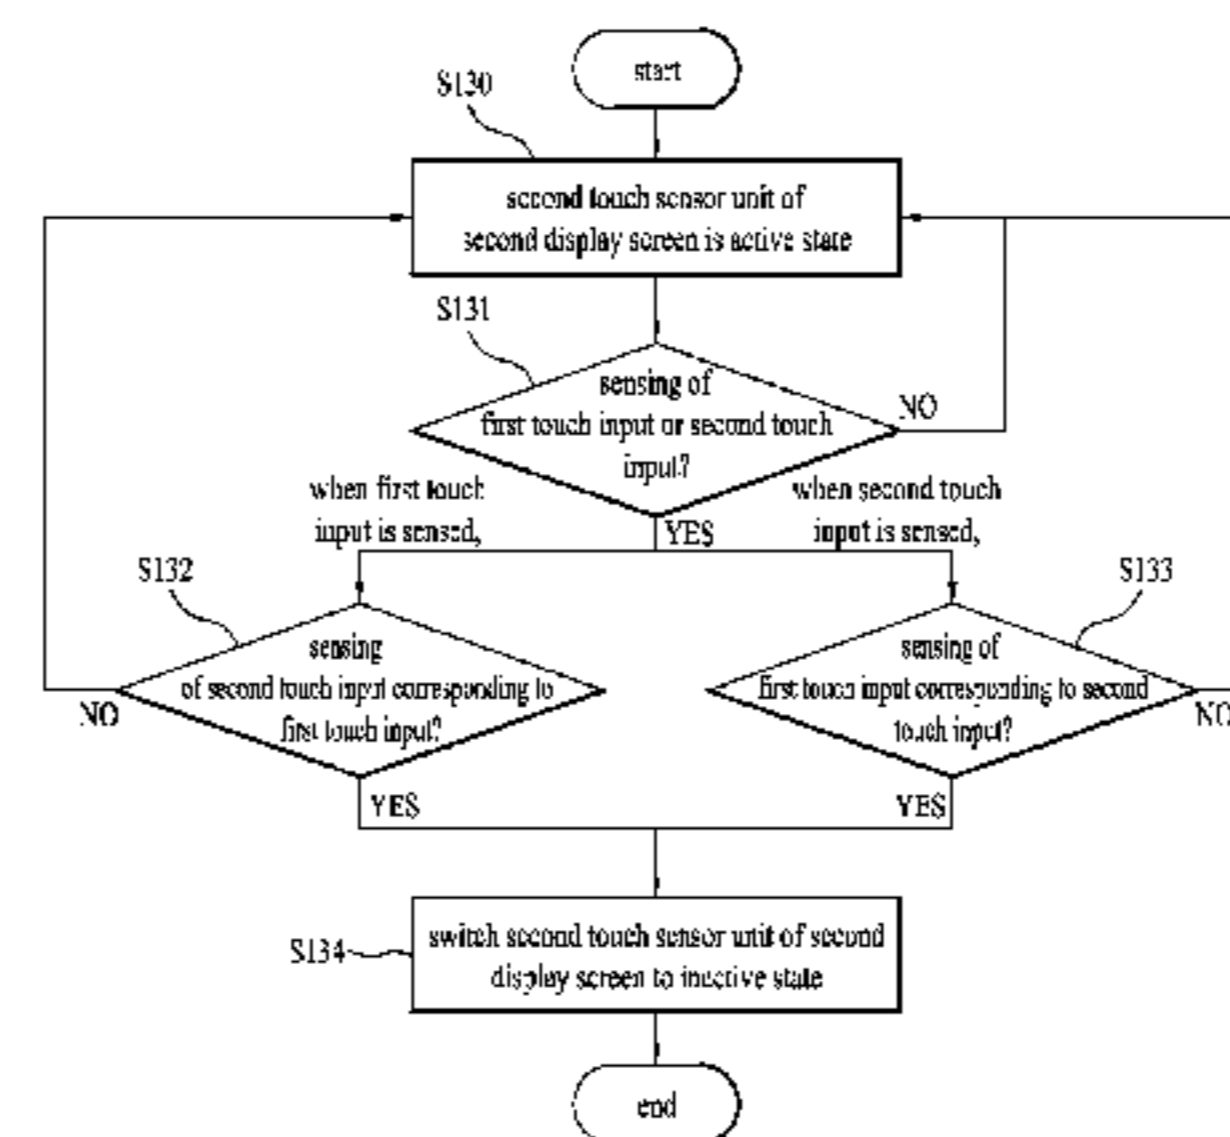 start
S130
second touch sensor unit of
second display screen is active state
S131
sensing of
first touch input or second touch
input?
NO
when first touch
input is sensed,
YES
when second touch
input is sensed,
S132
sensing
of second touch input corresponding to
first touch input?
NO
S133
sensing of
first touch input corresponding to second
touch input?
NO
YES
YES
S134
switch second touch sensor unit of second
display screen to inactive state
end